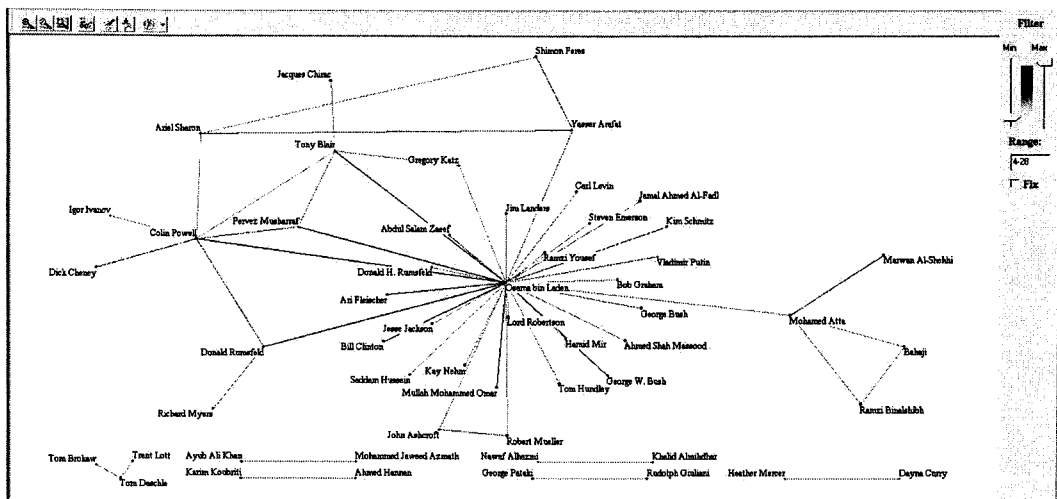 Filter
Shimon Peres
Min Max
Jacques Chirac
Ariel Sharon
Yasser Arafat
Tony Blair
Range:
Gregory Katz
4-28
Carl Levin
Fix
Jamal Ahmed Al-Fadl
Igor Ivanov
Jim Landers
Pervez Musharraf
Steven Emerson
Kim Schmitz
Colin Powell
Abdul Salam Zaeef
Ramzi Yousef
Vladimir Putin
Marwan Al-Shehhi
Dick Cheney
Donald H. Rumsfeld
Osama bin Laden
Bob Graham
Ari Fleischer
George Bush
Mohamed Atta
Jesse Jackson
Lord Robertson
Bill Clinton
Hamid Mir
Ahmed Shah Massood
Donald Rumsfeld
Bahaji
Saddam Hussein
Kay Nehm
George W. Bush
Mullah Mohammed Omar
Tom Hundley
Richard Myers
Ramzi Binalshibh
John Ashcroft
Robert Mueller
Tom Brokaw
Trent Lott
Ayub Ali Khan
Mohammed Jaweed Azmath
Nawaf Alhazmi
Khalid Almihdhar
Karim Koubriti
Ahmed Hannan
George Pataki
Rudolph Giuliani
Heather Mercer
Dayna Curry
Tom Daschle